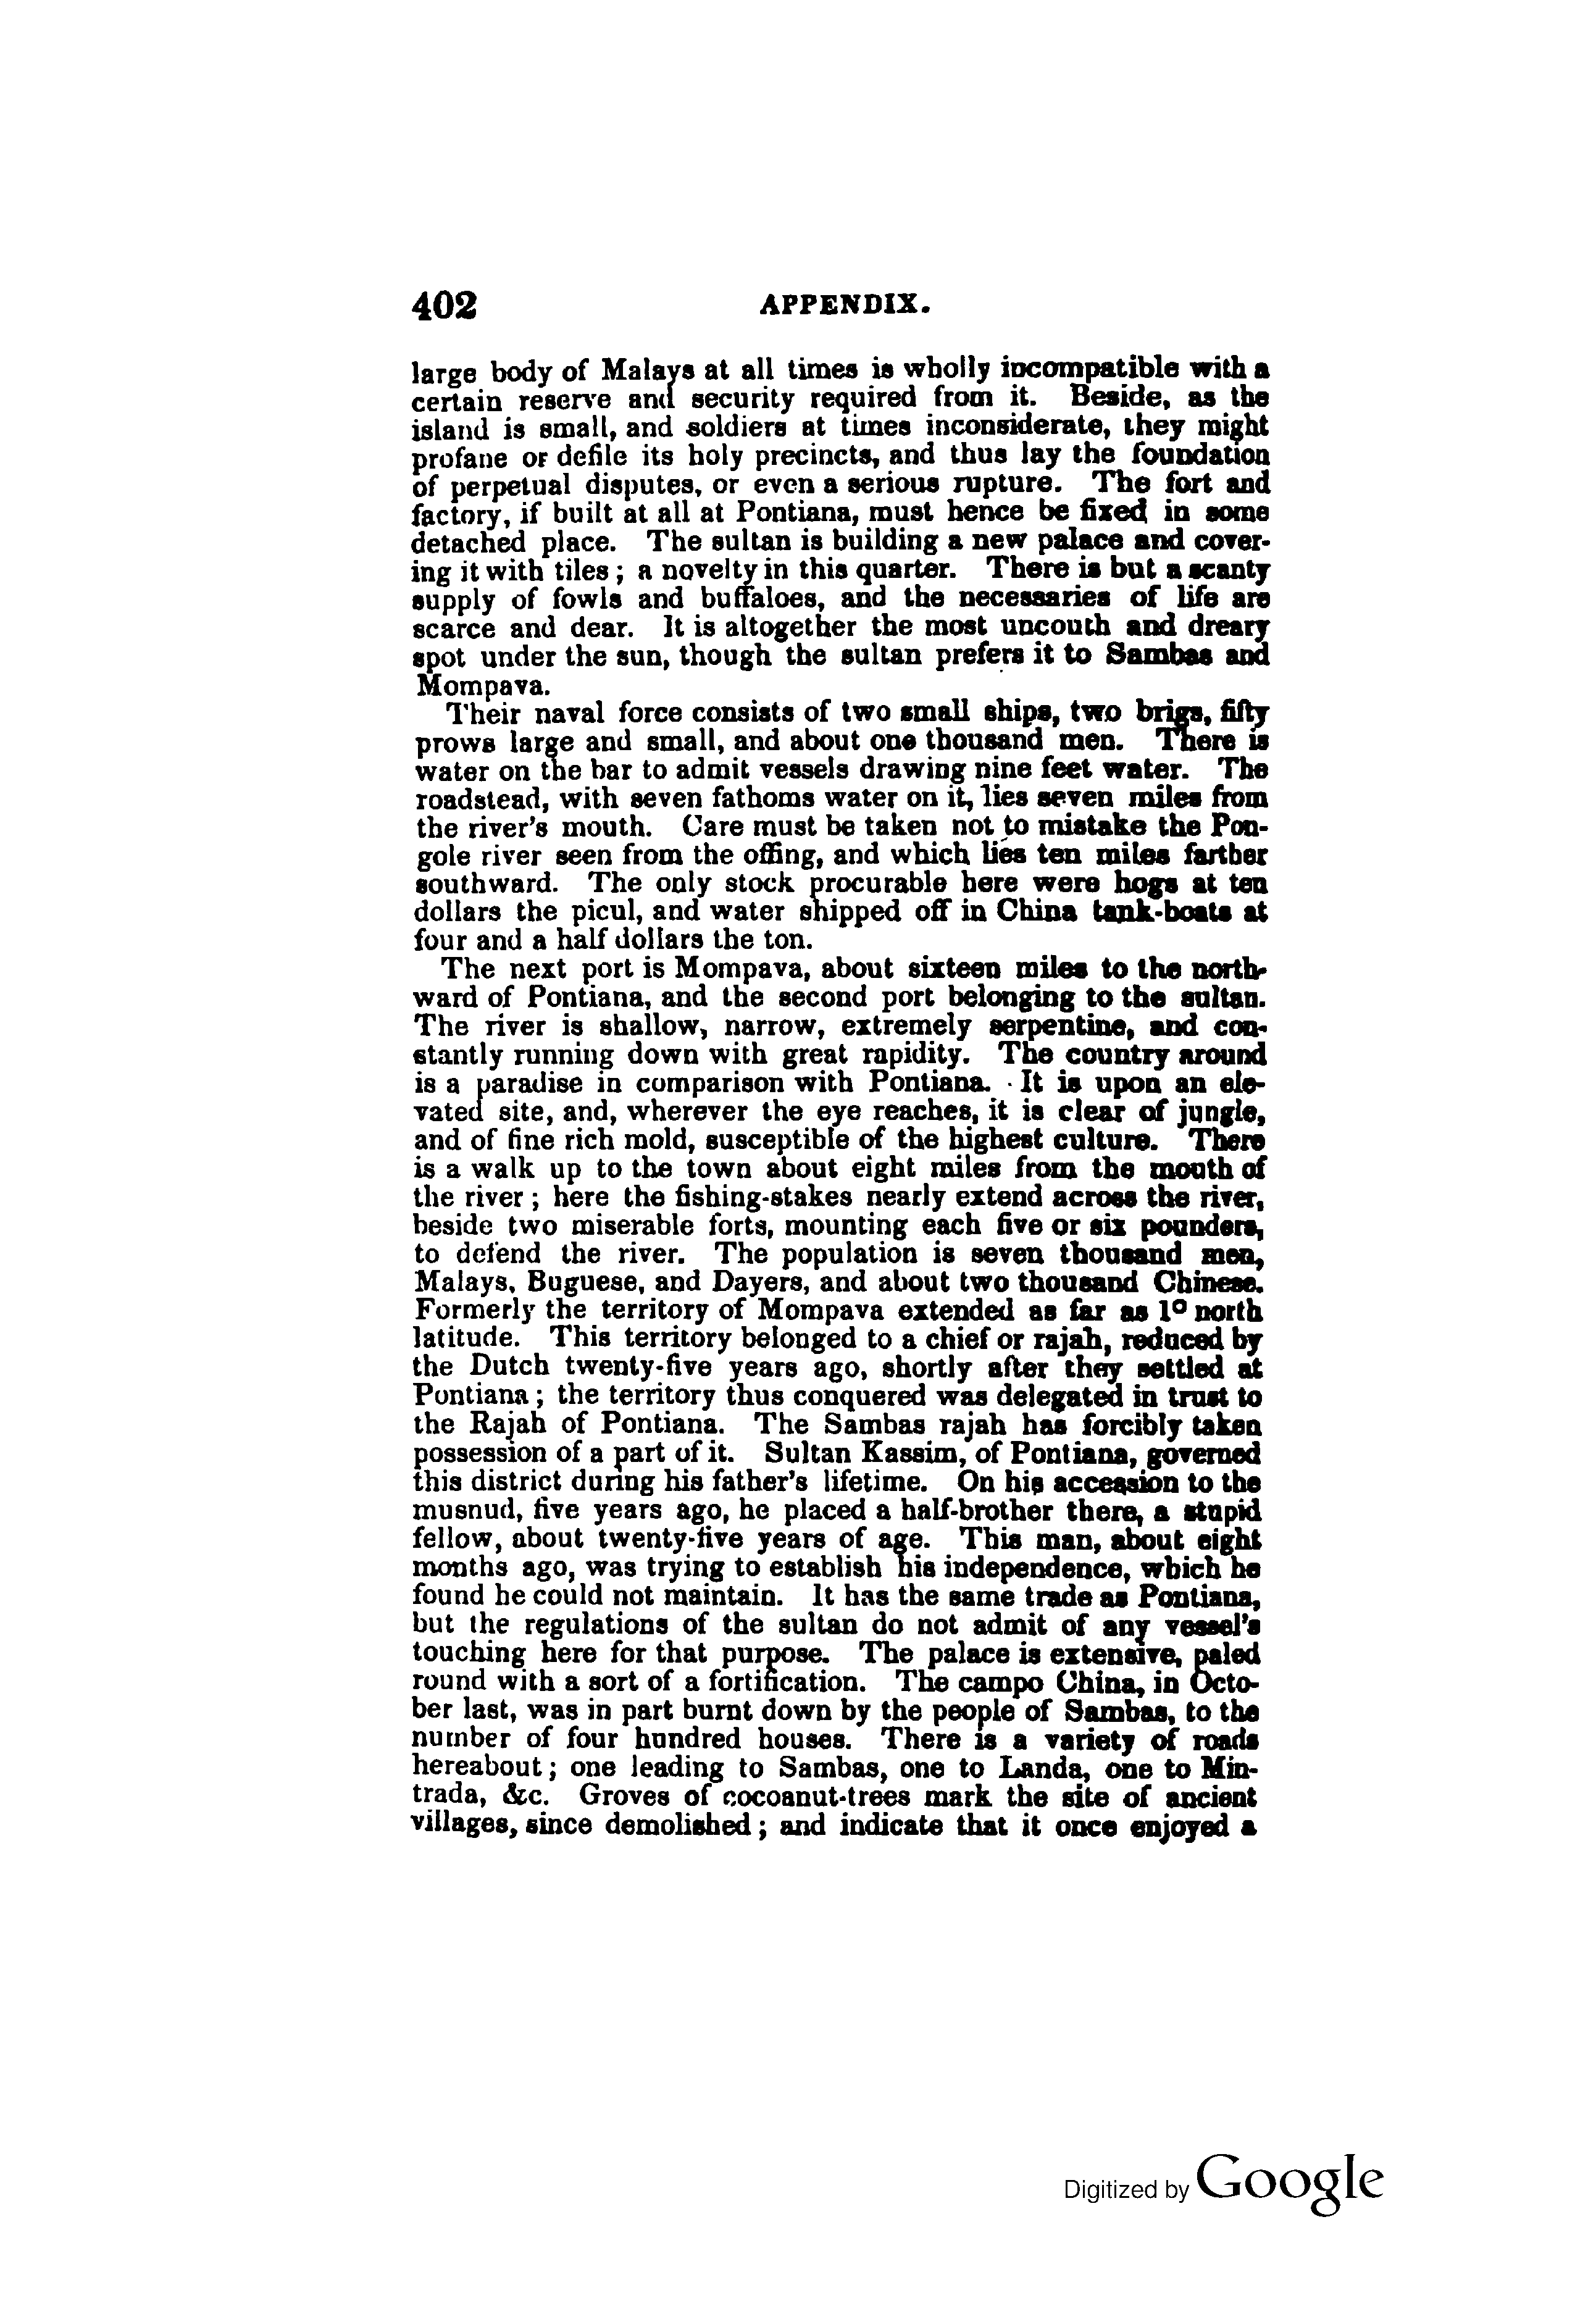 402 APPENDIX.
large body of Malays at all times is wholly incompatible with a
certain reserve and security required from it. Beside, as the
island is small, and soldiers at times inconsiderate, they might
profane or defile its holy precincts, and thus lay the foundation
of perpetual disputes, or even a serious rupture. The fort and
factory, if built at all at Pontiana, must hence be fixed in some
detached place. The sultan is building a new palace and cover-
ing it with tiles; a novelty in this quarter. There is but a scanty
supply of fowls and buffaloes, and the necessaries of life are
scarce and dear. It is altogether the most uncouth and dreary
spot under the sun, though the sultan prefers it to Sambas and
Mompava.
Their naval force consists of two small ships, two brigs, fifty
prows large and small, and about one thousand men. There is
water on the bar to admit vessels drawing nine feet water. The
roadstead, with seven fathoms water on it, lies seven miles from
the river's mouth. Care must be taken not to mistake the Pon-
gole river seen from the offing, and which lies ten miles farther
southward. The only stock procurable here were hogs at ten
dollars the picul, and water shipped off in China tank-boats at
four and a half dollars the ton.
The next port is Mompava, about sixteen miles to the north-
ward of Pontiana, and the second port belonging to the sultan.
The river is shallow, narrow, extremely serpentine, and con-
stantly running down with great rapidity. The country around
is a paradise in comparison with Pontiana. It is upon an ele-
vated site, and, wherever the eye reaches, it is clear of jungle,
and of fine rich mold, susceptible of the highest culture. There
is a walk up to the town about eight miles from the mouth of
the river; here the fishing-stakes nearly extend across the river,
beside two miserable forts, mounting each five or six pounders,
to defend the river. The population is seven thousand men,
Malays, Buguese, and Dayers, and about two thousand Chinese.
Formerly the territory of Mompava extended as far as 1° north
latitude. This territory belonged to a chief or rajah, reduced by
the Dutch twenty-five years ago, shortly after they settled at
Pontiana; the territory thus conquered was delegated in trust to
the Rajah of Pontiana. The Sambas rajah has forcibly taken
possession of a part of it. Sultan Kassim, of Pontiana, governed
this district during his father's lifetime. On his accession to the
musnud, five years ago, he placed a half-brother there, a stupid
fellow, about twenty-five years of age. This man, about eight
months ago, was trying to establish his independence, which he
found he could not maintain. It has the same trade as Pontiana,
but the regulations of the sultan do not admit of any vessel's
touching here for that purpose. The palace is extensive, paled
round with a sort of a fortification. The campo China, in Octo-
ber last, was in part burnt down by the people of Sambas, to the
number of four hundred houses. There is a variety of roads
hereabout; one leading to Sambas, one to Landa, one to Min-
trada, &c. Groves of cocoanut-trees mark the site of ancient
villages, since demolished; and indicate that it once enjoyed a
Digitized by Google